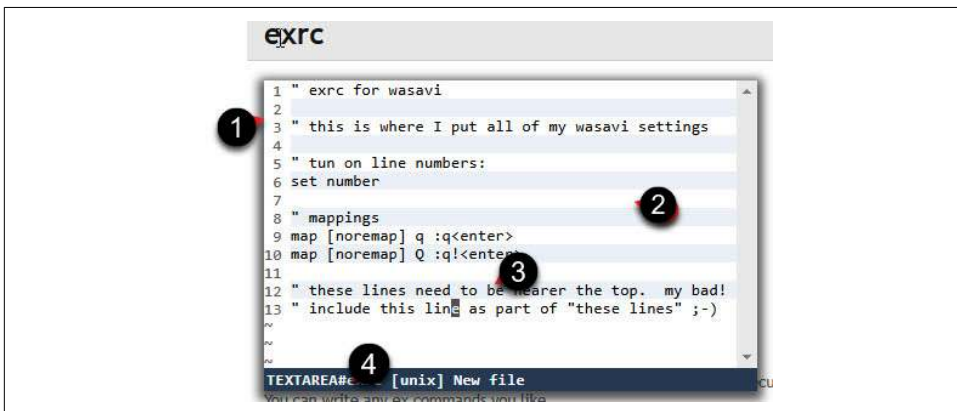 exrc
1 " exrc for wasavi
2
3 " this is where I put all of my wasavi settings
4
5 " tun on line numbers:
6 set number
7
8 " mappings
9 map [noremap] q :q<enter>
10 map [noremap] Q :q!<enter>
11
12 " these lines need to be nearer the top. my bad!
13 " include this line as part of "these lines" ;-)
~
~
~
TEXTAREA# [unix] New file
You can write any ex commands you like
1
2
3
4